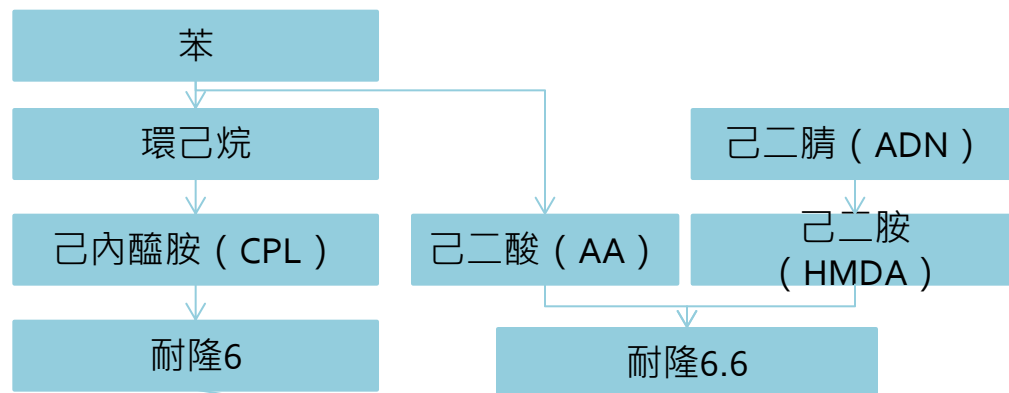 苯
環己烷
己二腈（ADN）
己內醯胺（CPL）
己二酸（AA）
己二胺
（HMDA）
耐隆6
耐隆6.6